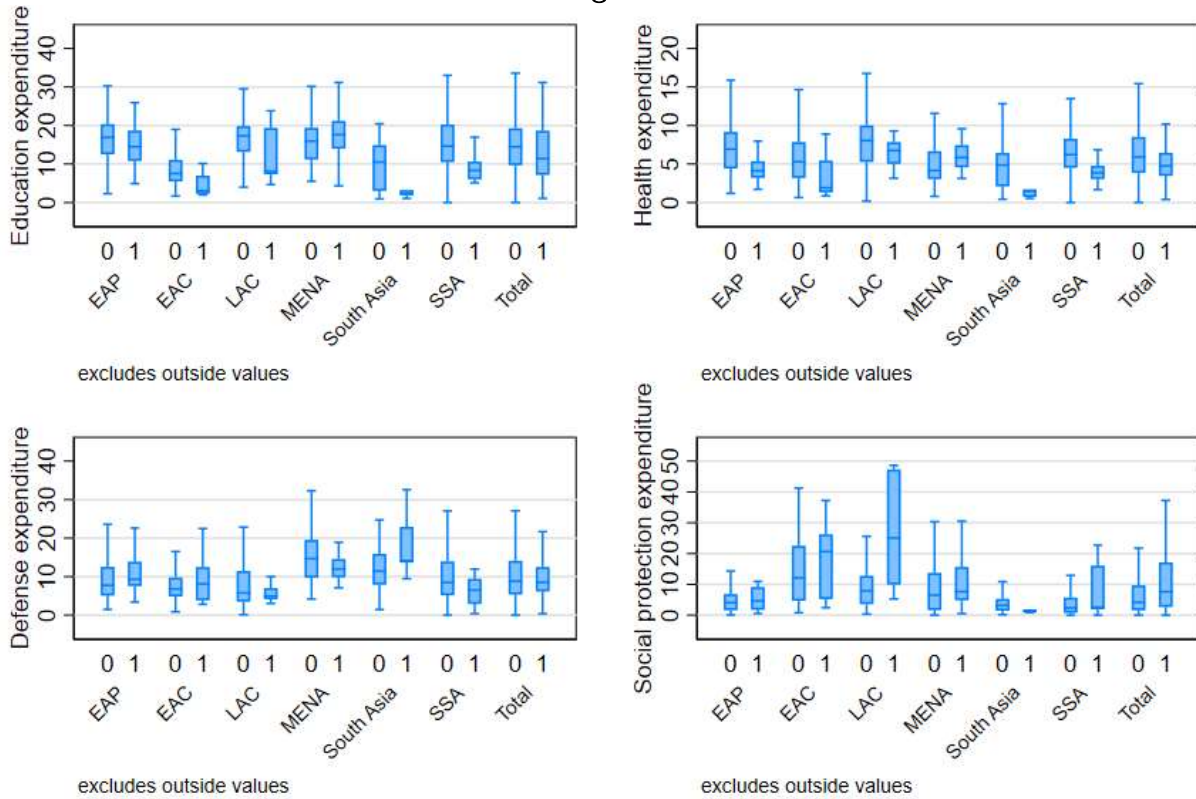 Education expenditure
40
30
20
10
0
0 1 0 1 0 1 0 1 0 1 0 1 0 1
EAP EAC LAC MENA South Asia SSA Total
excludes outside values
Health expenditure
20
15
10
5
0
0 1 0 1 0 1 0 1 0 1 0 1 0 1
EAP EAC LAC MENA South Asia SSA Total
excludes outside values
Defense expenditure
40
30
20
10
0
0 1 0 1 0 1 0 1 0 1 0 1 0 1
EAP EAC LAC MENA South Asia SSA Total
excludes outside values
Social protection expenditure
50
40
30
20
10
0
0 1 0 1 0 1 0 1 0 1 0 1 0 1
EAP EAC LAC MENA South Asia SSA Total
excludes outside values